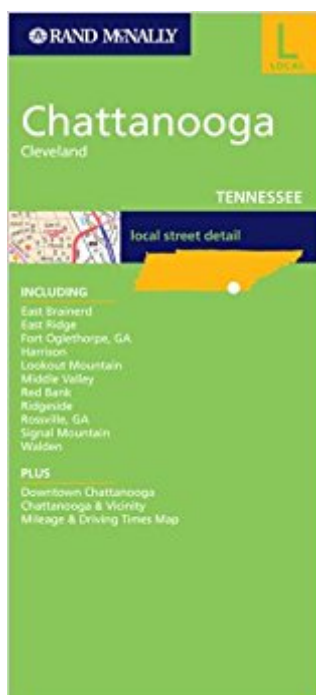 RAND McNALLY
L
LOCAL
Chattanooga
Cleveland
TENNESSEE
local street detail
INCLUDING
East Brainerd
East Ridge
Fort Oglethorpe, GA
Harrison
Lookout Mountain
Middle Valley
Red Bank
Ridgeside
Rossville, GA
Signal Mountain
Walden
PLUS
Downtown Chattanooga
Chattanooga & Vicinity
Mileage & Driving Times Map